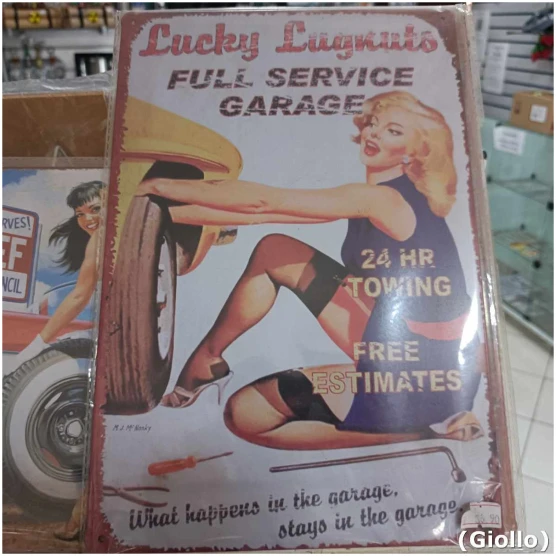 Lucky Lugnuts
FULL SERVICE
GARAGE
24 HR
TOWING
FREE
ESTIMATES
What happens in the garage,
stays in the garage
(Giollo)